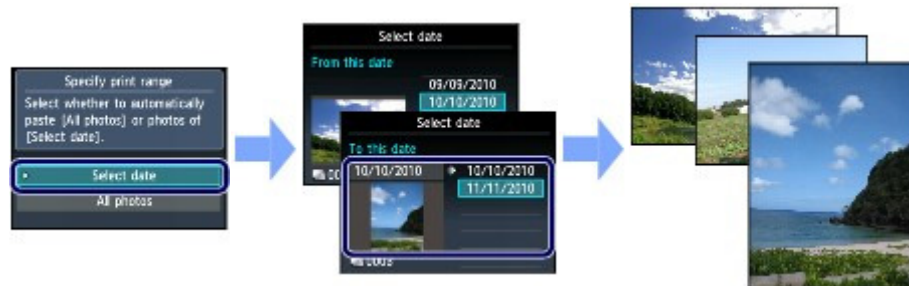 Specify print range
Select whether to automatically
paste [All photos] or photos of
[Select date].
Select date
All photos
Select date
From this date
09/09/2010
10/10/2010
Select date
To this date
10/10/2010
10/10/2010
11/11/2010
0003